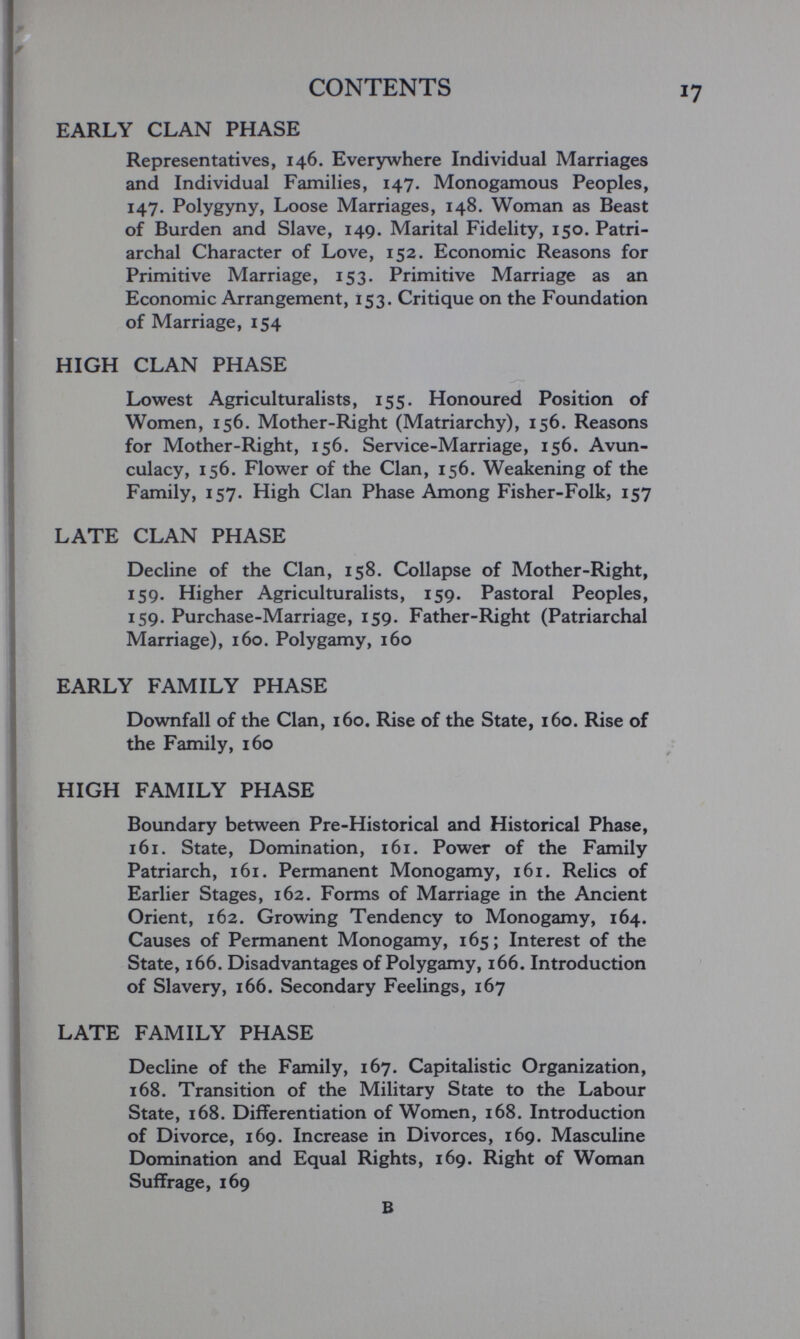 CONTENTS 17
EARLY CLAN PHASE
Representatives, 146. Everywhere Individual Marriages
and Individual Families, 147. Monogamous Peoples,
147. Polygyny, Loose Marriages, 148. Woman as Beast
of Burden and Slave, 149. Marital Fidelity, 150. Patri-
archal Character of Love, 152. Economic Reasons for
Primitive Marriage, 153. Primitive Marriage as an
Economic Arrangement, 153. Critique on the Foundation
of Marriage, 154
HIGH CLAN PHASE
Lowest Agriculturalists, 155. Honoured Position of
Women, 156. Mother-Right (Matriarchy), 156. Reasons
for Mother-Right, 156. Service-Marriage, 156. Avun-
culacy, 156. Flower of the Clan, 156. Weakening of the
Family, 157. High Clan Phase Among Fisher-Folk, 157
LATE CLAN PHASE
Decline of the Clan, 158. Collapse of Mother-Right,
159. Higher Agriculturalists, 159. Pastoral Peoples,
159. Purchase-Marriage, 159. Father-Right (Patriarchal
Marriage), 160. Polygamy, 160
EARLY FAMILY PHASE
Downfall of the Clan, 160. Rise of the State, 160. Rise of
the Family, 160
HIGH FAMILY PHASE
Boundary between Pre-Historical and Historical Phase,
161. State, Domination, 161. Power of the Family
Patriarch, 161. Permanent Monogamy, 161. Relics of
Earlier Stages, 162. Forms of Marriage in the Ancient
Orient, 162. Growing Tendency to Monogamy, 164.
Causes of Permanent Monogamy, 165; Interest of the
State, 166. Disadvantages of Polygamy, 166. Introduction
of Slavery, 166. Secondary Feelings, 167
LATE FAMILY PHASE
Decline of the Family, 167. Capitalistic Organization,
168. Transition of the Military State to the Labour
State, 168. Differentiation of Women, 168. Introduction
of Divorce, 169. Increase in Divorces, 169. Masculine
Domination and Equal Rights, 169. Right of Woman
Suffrage, 169
B